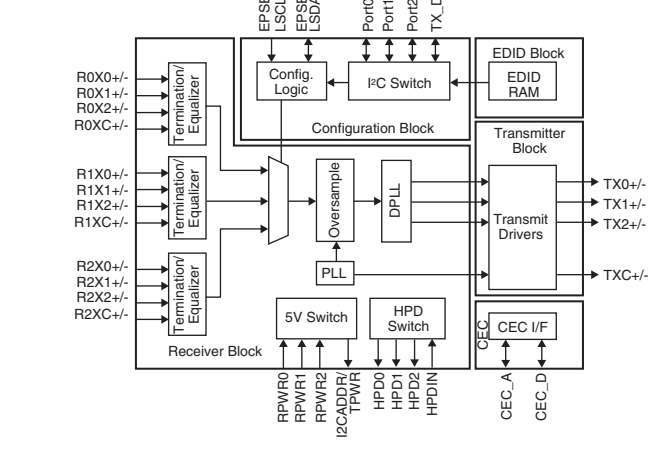 LSCL
LSDA
Port0
Port1
Port2
R0X0+/-
R0X1+/-
R0X2+/-
R0XC+/-
Termination/
Equalizer
Config.
Logic
I²C Switch
Configuration Block
EDID Block
EDID
RAM
Transmitter
Block
R1X0+/-
R1X1+/-
R1X2+/-
R1XC+/-
Termination/
Equalizer
Oversample
DPLL
Transmit
Drivers
TX0+/-
TX1+/-
TX2+/-
TXC+/-
PLL
R2X0+/-
R2X1+/-
R2X2+/-
R2XC+/-
Termination/
Equalizer
Receiver Block
5V Switch
HPD
Switch
CEC
CEC I/F
RPWR0
RPWR1
RPWR2
I2CADDR/
TPWR
HPD0
HPD1
HPD2
HPDIN
CEC_A
CEC_D